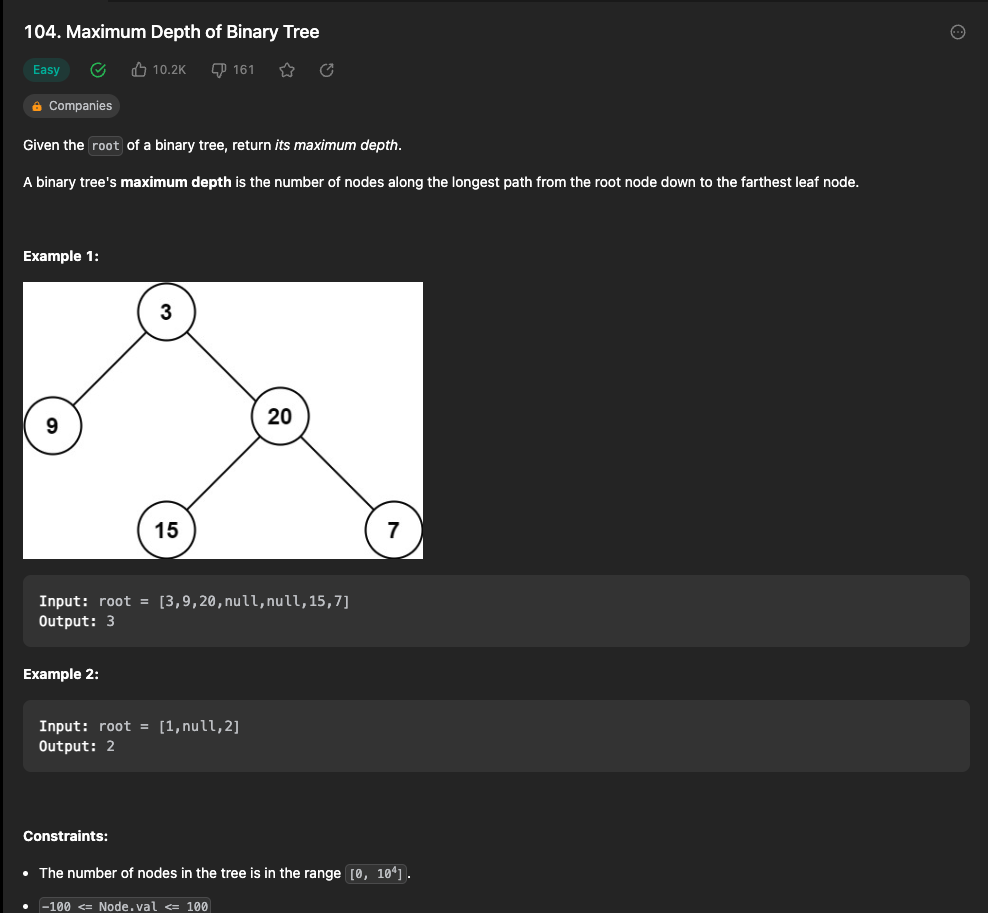 104. Maximum Depth of Binary Tree
Easy 10.2K 161
Companies
Given the root of a binary tree, return its maximum depth.
A binary tree's maximum depth is the number of nodes along the longest path from the root node down to the farthest leaf node.
Example 1:
3
9 20
15 7
Input: root = [3,9,20,null,null,15,7]
Output: 3
Example 2:
Input: root = [1,null,2]
Output: 2
Constraints:
• The number of nodes in the tree is in the range [0, 10⁴].
• -100 <= Node.val <= 100